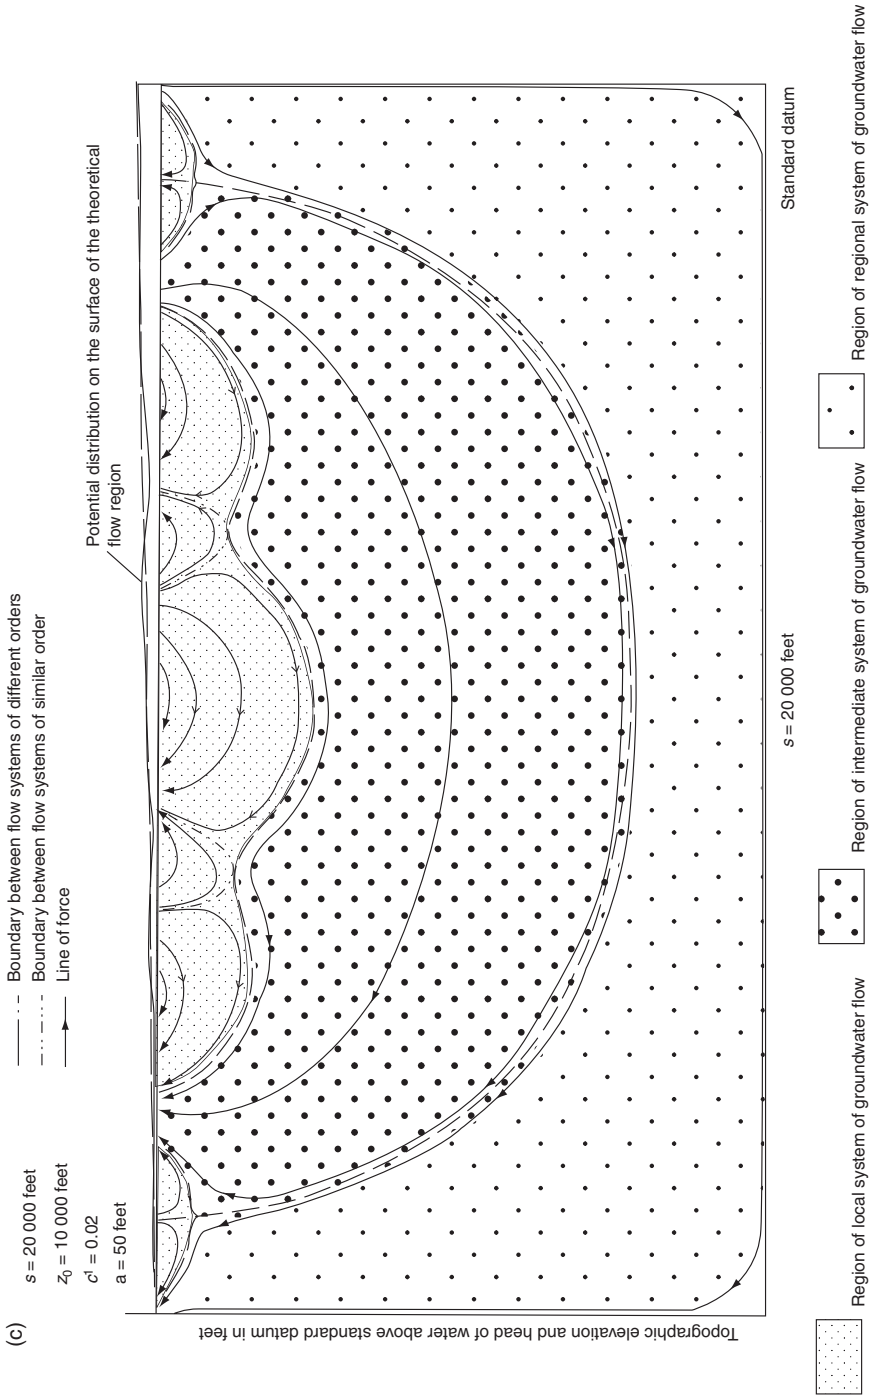 (c)
s = 20 000 feet
z0 = 10 000 feet
c¹ = 0.02
a = 50 feet
Boundary between flow systems of different orders
Boundary between flow systems of similar order
Line of force
Potential distribution on the surface of the theoretical
flow region
Topographic elevation and head of water above standard datum in feet
s = 20 000 feet
Standard datum
Region of local system of groundwater flow
Region of intermediate system of groundwater flow
Region of regional system of groundwater flow